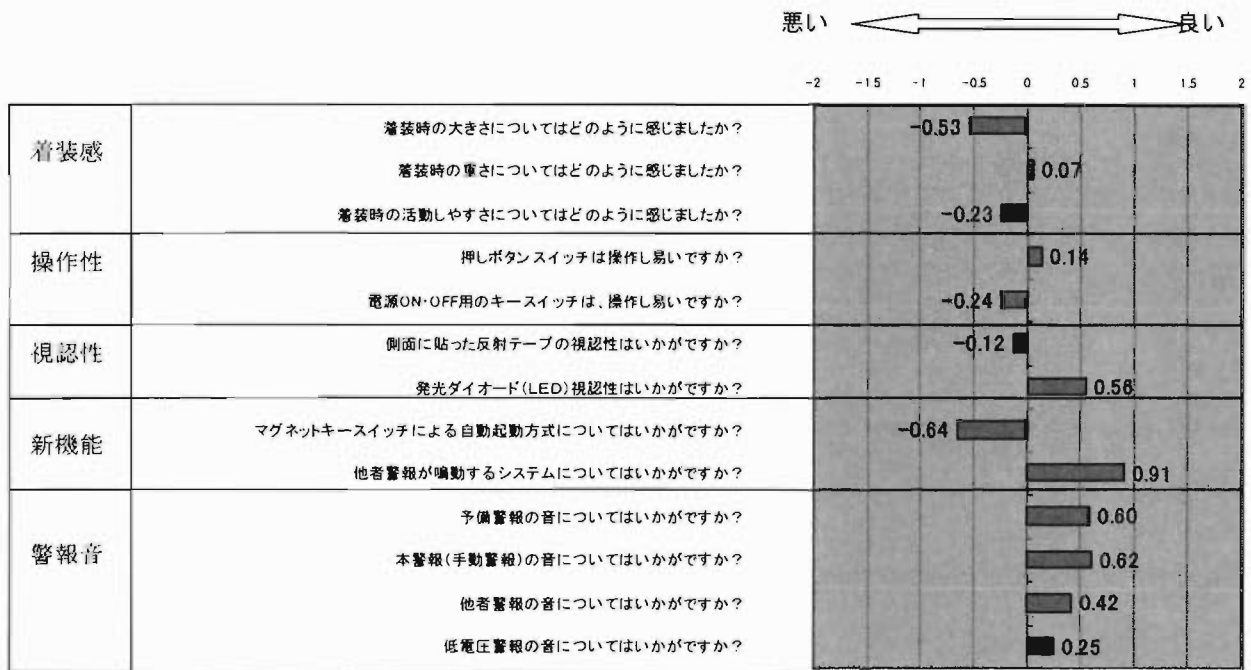 悪い 良い
-2 -1.5 -1 -0.5 0 0.5 1 1.5 2
着装感
着装時の大きさについてはどのように感じましたか？ -0.53
着装時の重さについてはどのように感じましたか？ 0.07
着装時の活動しやすさについてはどのように感じましたか？ -0.23
操作性
押しボタンスイッチは操作し易いですか？ 0.14
電源ON・OFF用のキースイッチは、操作し易いですか？ -0.24
視認性
側面に貼った反射テープの視認性はいかがですか？ -0.12
発光ダイオード(LED)視認性はいかがですか？ 0.56
新機能
マグネットキースイッチによる自動起動方式についてはいかがですか？ -0.64
他者警報が鳴動するシステムについてはいかがですか？ 0.91
警報音
予備警報の音についてはいかがですか？ 0.60
本警報(手動警報)の音についてはいかがですか？ 0.62
他者警報の音についてはいかがですか？ 0.42
低電圧警報の音についてはいかがですか？ 0.25